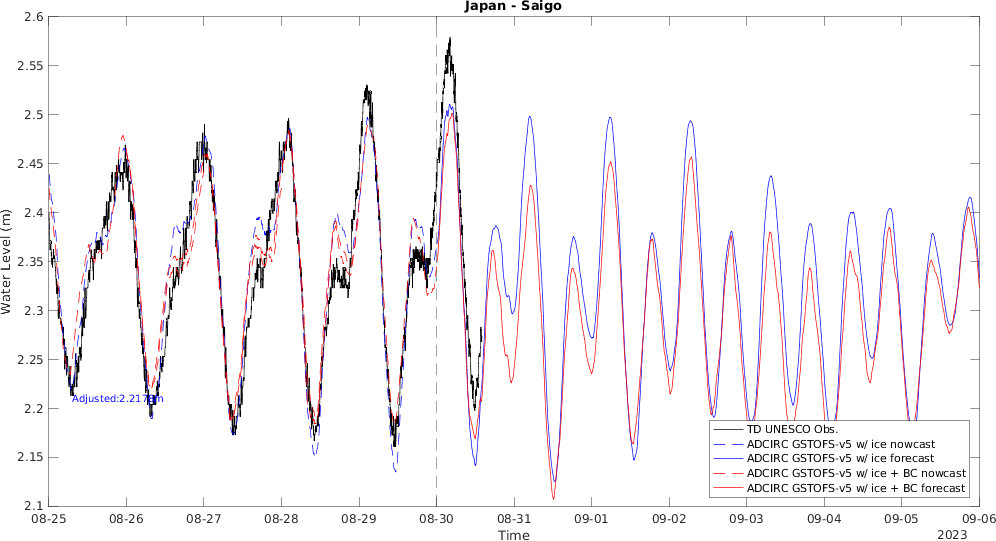 Japan - Saigo
Water Level (m)
2.6
2.55
2.5
2.45
2.4
2.35
2.3
2.25
2.2
2.15
2.1
TD UNESCO Obs.
ADCIRC GSTOFS-v5 w/ ice nowcast
ADCIRC GSTOFS-v5 w/ ice forecast
ADCIRC GSTOFS-v5 w/ ice + BC nowcast
ADCIRC GSTOFS-v5 w/ ice + BC forecast
08-25 08-26 08-27 08-28 08-29 08-30 08-31 09-01 09-02 09-03 09-04 09-05 09-06
Time
2023